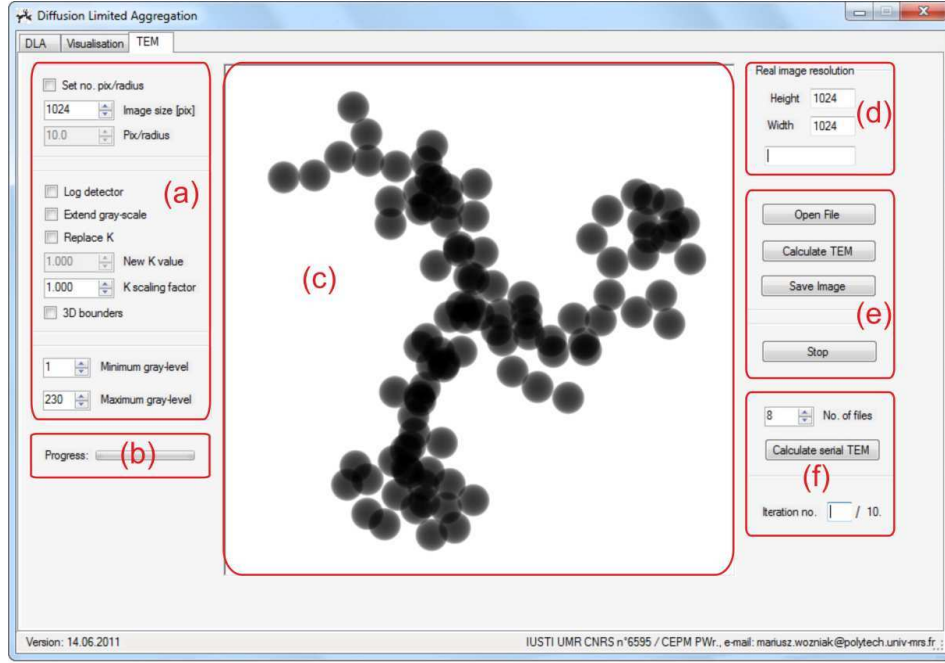 Diffusion Limited Aggregation
DLA Visualisation TEM
Set no. pix/radius
1024 Image size [pix]
10.0 Pix/radius
(a)
Log detector
Extend gray-scale
Replace K
1.000 New K value
1.000 K scaling factor
3D bounders
1 Minimum gray-level
230 Maximum gray-level
Progress: (b)
(c)
Real image resolution
Height 1024
Width 1024
(d)
Open File
Calculate TEM
Save Image
(e)
Stop
8 No. of files
Calculate serial TEM
(f)
Iteration no. / 10.
Version: 14.06.2011
IUSTI UMR CNRS n°6595 / CEPM PWr., e-mail: mariusz.wozniak@polytech.univ-mrs.fr